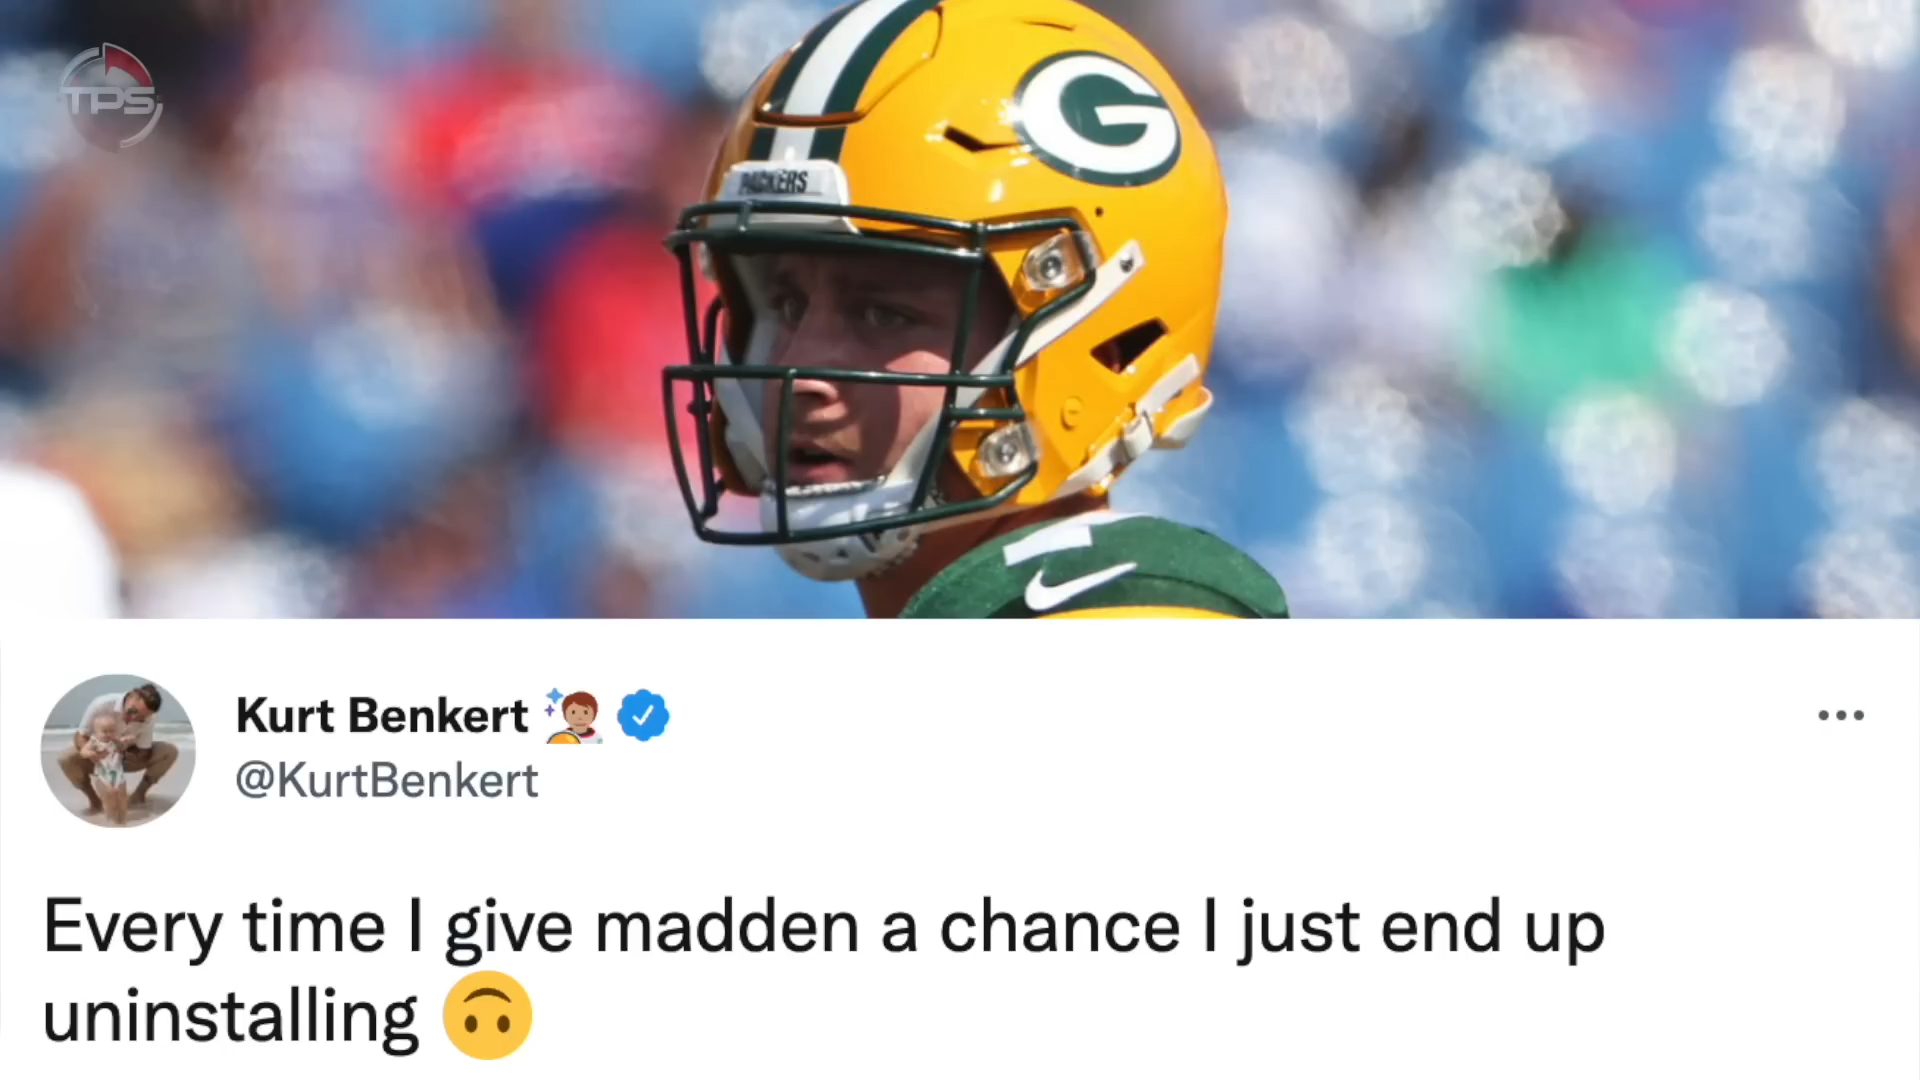 TPS
G
PACKERS
Kurt Benkert
@KurtBenkert
Every time I give madden a chance I just end up
uninstalling 🙃